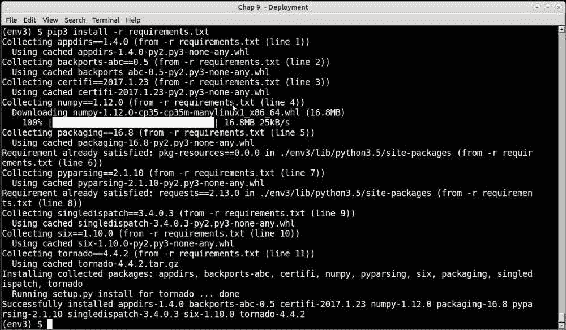 Chap 9 - Deployment
File Edit View Search Terminal Help
(env3) $ pip3 install -r requirements.txt
Collecting appdirs==1.4.0 (from -r requirements.txt (line 1))
  Using cached appdirs-1.4.0-py2.py3-none-any.whl
Collecting backports-abc==0.5 (from -r requirements.txt (line 2))
  Using cached backports_abc-0.5-py2.py3-none-any.whl
Collecting certifi==2017.1.23 (from -r requirements.txt (line 3))
  Using cached certifi-2017.1.23-py2.py3-none-any.whl
Collecting numpy==1.12.0 (from -r requirements.txt (line 4))
  Downloading numpy-1.12.0-cp35-cp35m-manylinux1_x86_64.whl (16.8MB)
    100% | | 16.8MB 25kB/s
Collecting packaging==16.8 (from -r requirements.txt (line 5))
  Using cached packaging-16.8-py2.py3-none-any.whl
Requirement already satisfied: pkg-resources==0.0.0 in ./env3/lib/python3.5/site-packages (from -r requir
ements.txt (line 6))
Collecting pyparsing==2.1.10 (from -r requirements.txt (line 7))
  Using cached pyparsing-2.1.10-py2.py3-none-any.whl
Requirement already satisfied: requests==2.13.0 in ./env3/lib/python3.5/site-packages (from -r requiremen
ts.txt (line 8))
Collecting singledispatch==3.4.0.3 (from -r requirements.txt (line 9))
  Using cached singledispatch-3.4.0.3-py2.py3-none-any.whl
Collecting six==1.10.0 (from -r requirements.txt (line 10))
  Using cached six-1.10.0-py2.py3-none-any.whl
Collecting tornado==4.4.2 (from -r requirements.txt (line 11))
  Using cached tornado-4.4.2.tar.gz
Installing collected packages: appdirs, backports-abc, certifi, numpy, pyparsing, six, packaging, singled
ispatch, tornado
  Running setup.py install for tornado ... done
Successfully installed appdirs-1.4.0 backports-abc-0.5 certifi-2017.1.23 numpy-1.12.0 packaging-16.8 pypa
rsing-2.1.10 singledispatch-3.4.0.3 six-1.10.0 tornado-4.4.2
(env3) $